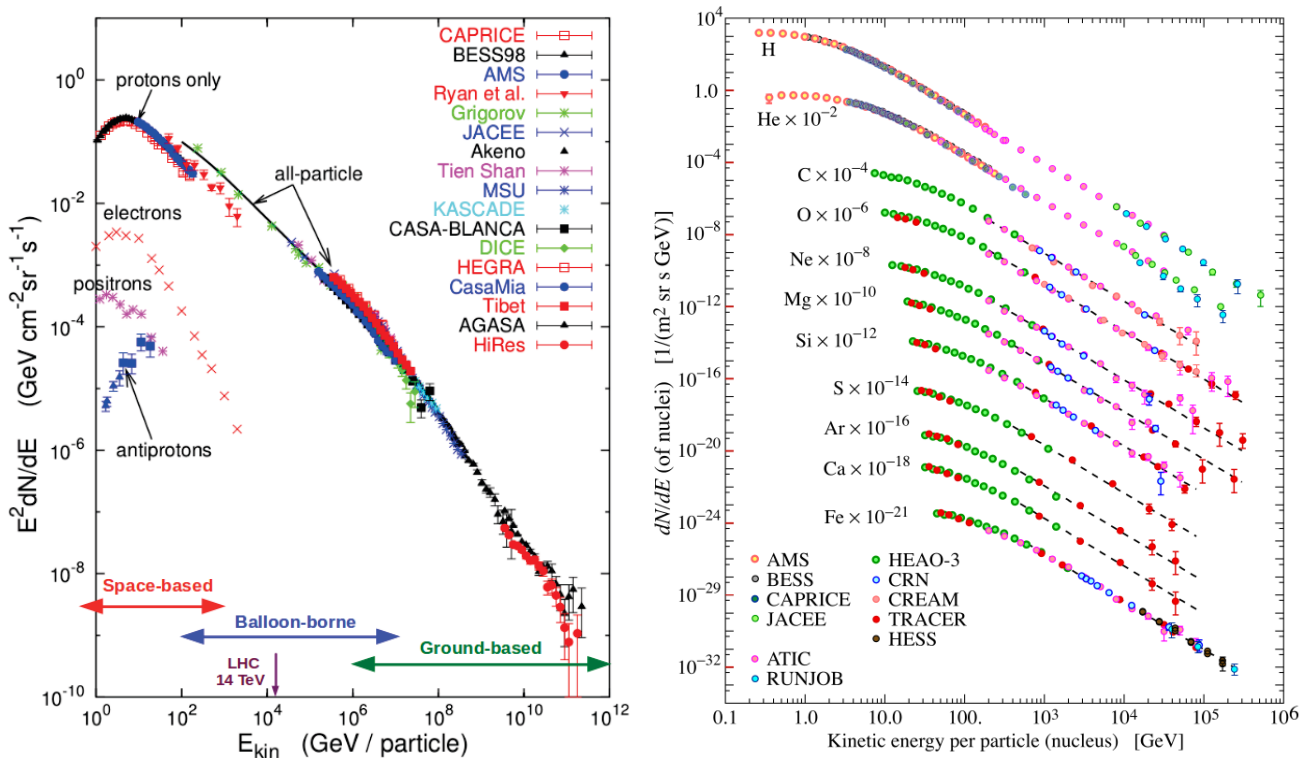 CAPRICE
BESS98
AMS
Ryan et al.
Grigorov
JACEE
Akeno
Tien Shan
MSU
KASCADE
CASA-BLANCA
DICE
HEGRA
CasaMia
Tibet
AGASA
HiRes
protons only
all-particle
electrons
positrons
antiprotons
Space-based
Balloon-borne
Ground-based
LHC
14 TeV
10^0
10^-2
10^-4
10^-6
10^-8
10^-10
E^2dN/dE (GeV cm^-2sr^-1s^-1)
10^0 10^2 10^4 10^6 10^8 10^10 10^12
E_kin (GeV / particle)
10^4
1.0
10^-4
10^-8
10^-12
10^-16
10^-20
10^-24
10^-29
10^-32
dN/dE (of nuclei) [1/(m^2 sr s GeV)]
H
He × 10^-2
C × 10^-4
O × 10^-6
Ne × 10^-8
Mg × 10^-10
Si × 10^-12
S × 10^-14
Ar × 10^-16
Ca × 10^-18
Fe × 10^-21
AMS
BESS
CAPRICE
JACEE
ATIC
RUNJOB
HEAO-3
CRN
CREAM
TRACER
HESS
0.1 1.0 10.0 100. 10^3 10^4 10^5 10^6
Kinetic energy per particle (nucleus) [GeV]